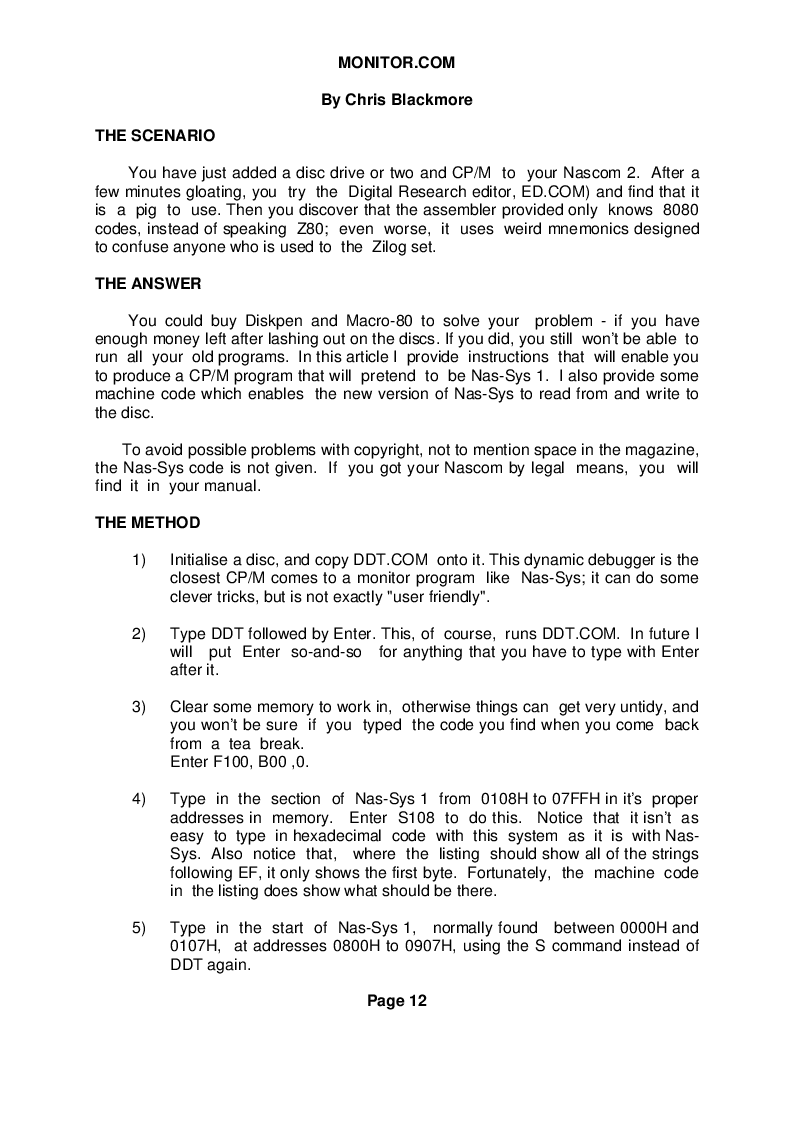 MONITOR.COM
By Chris Blackmore
THE SCENARIO
You have just added a disc drive or two and CP/M to your Nascom 2. After a
few minutes gloating, you try the Digital Research editor, ED.COM) and find that it
is a pig to use. Then you discover that the assembler provided only knows 8080
codes, instead of speaking Z80; even worse, it uses weird mnemonics designed
to confuse anyone who is used to the Zilog set.
THE ANSWER
You could buy Diskpen and Macro-80 to solve your problem - if you have
enough money left after lashing out on the discs. If you did, you still won't be able to
run all your old programs. In this article I provide instructions that will enable you
to produce a CP/M program that will pretend to be Nas-Sys 1. I also provide some
machine code which enables the new version of Nas-Sys to read from and write to
the disc.
To avoid possible problems with copyright, not to mention space in the magazine,
the Nas-Sys code is not given. If you got your Nascom by legal means, you will
find it in your manual.
THE METHOD
1) Initialise a disc, and copy DDT.COM onto it. This dynamic debugger is the
closest CP/M comes to a monitor program like Nas-Sys; it can do some
clever tricks, but is not exactly "user friendly".
2) Type DDT followed by Enter. This, of course, runs DDT.COM. In future I
will put Enter so-and-so for anything that you have to type with Enter
after it.
3) Clear some memory to work in, otherwise things can get very untidy, and
you won't be sure if you typed the code you find when you come back
from a tea break.
Enter F100, B00 ,0.
4) Type in the section of Nas-Sys 1 from 0108H to 07FFH in it's proper
addresses in memory. Enter S108 to do this. Notice that it isn't as
easy to type in hexadecimal code with this system as it is with Nas-
Sys. Also notice that, where the listing should show all of the strings
following EF, it only shows the first byte. Fortunately, the machine code
in the listing does show what should be there.
5) Type in the start of Nas-Sys 1, normally found between 0000H and
0107H, at addresses 0800H to 0907H, using the S command instead of
DDT again.
Page 12